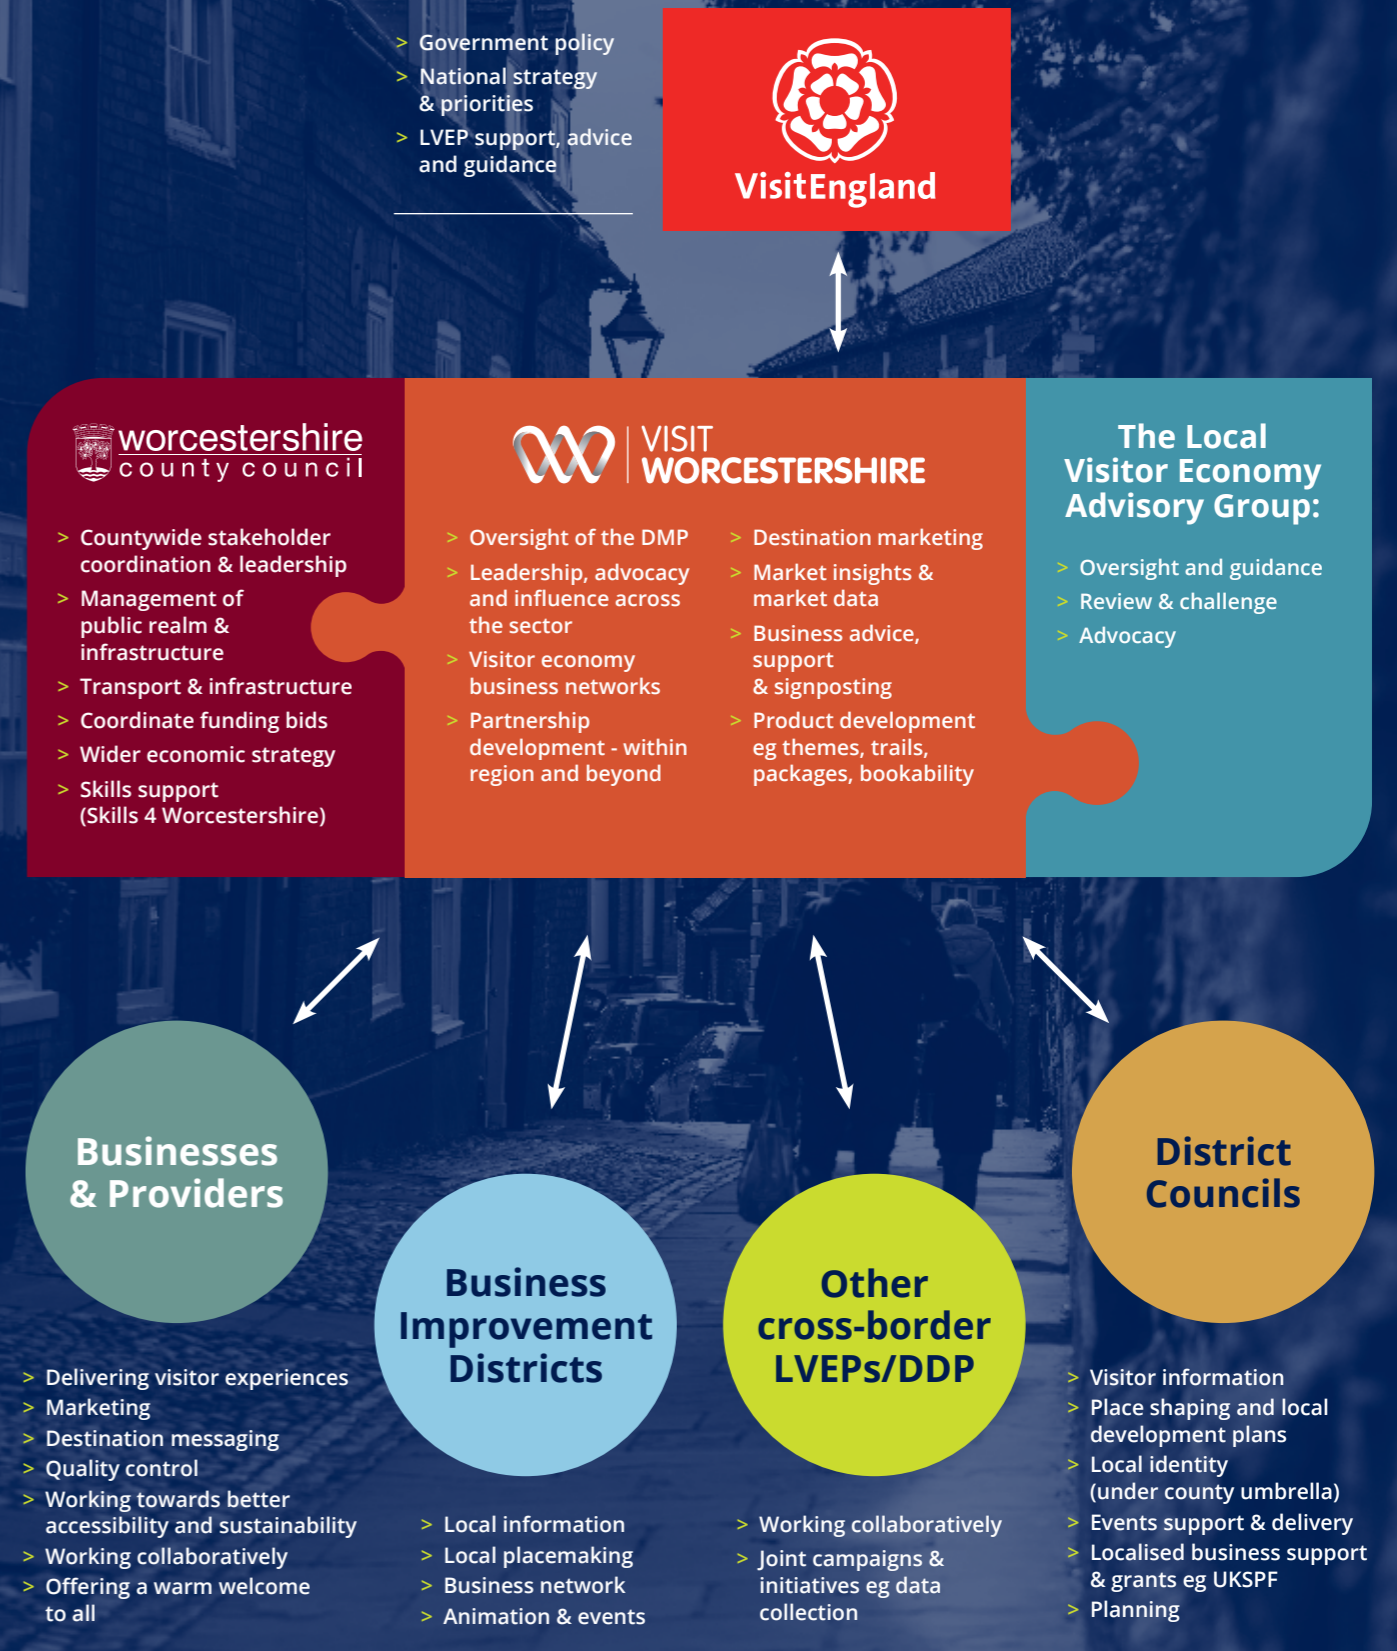 > Government policy
> National strategy
& priorities
> LVEP support, advice
and guidance
VisitEngland
worcestershire
county council
> Countywide stakeholder
coordination & leadership
> Management of
public realm &
infrastructure
> Transport & infrastructure
> Coordinate funding bids
> Wider economic strategy
> Skills support
(Skills 4 Worcestershire)
VISIT
WORCESTERSHIRE
> Oversight of the DMP
> Leadership, advocacy
and influence across
the sector
> Visitor economy
business networks
> Partnership
development - within
region and beyond
> Destination marketing
> Market insights &
market data
> Business advice,
support
& signposting
> Product development
eg themes, trails,
packages, bookability
The Local
Visitor Economy
Advisory Group:
> Oversight and guidance
> Review & challenge
> Advocacy
Businesses
& Providers
> Delivering visitor experiences
> Marketing
> Destination messaging
> Quality control
> Working towards better
accessibility and sustainability
> Working collaboratively
> Offering a warm welcome
to all
Business
Improvement
Districts
> Local information
> Local placemaking
> Business network
> Animation & events
Other
cross-border
LVEPs/DDP
> Working collaboratively
> Joint campaigns &
initiatives eg data
collection
District
Councils
> Visitor information
> Place shaping and local
development plans
> Local identity
(under county umbrella)
> Events support & delivery
> Localised business support
& grants eg UKSPF
> Planning